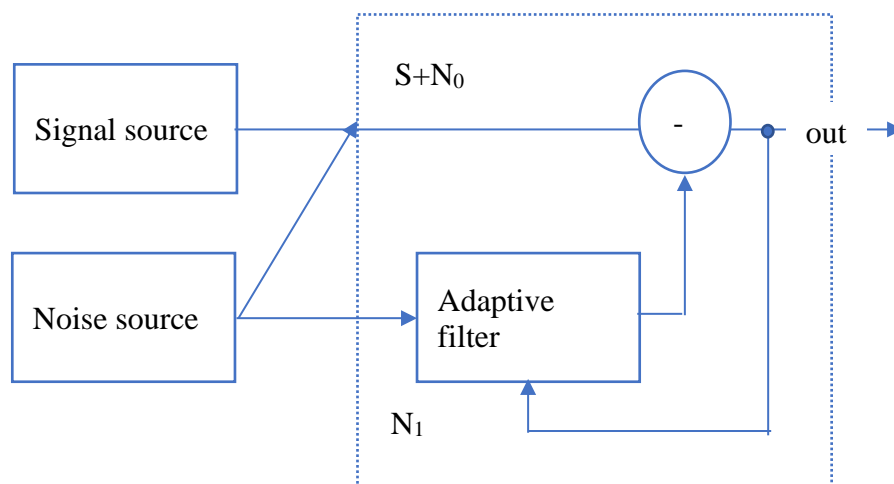 S+N₀
Signal source
-
out
Noise source
Adaptive
filter
N₁